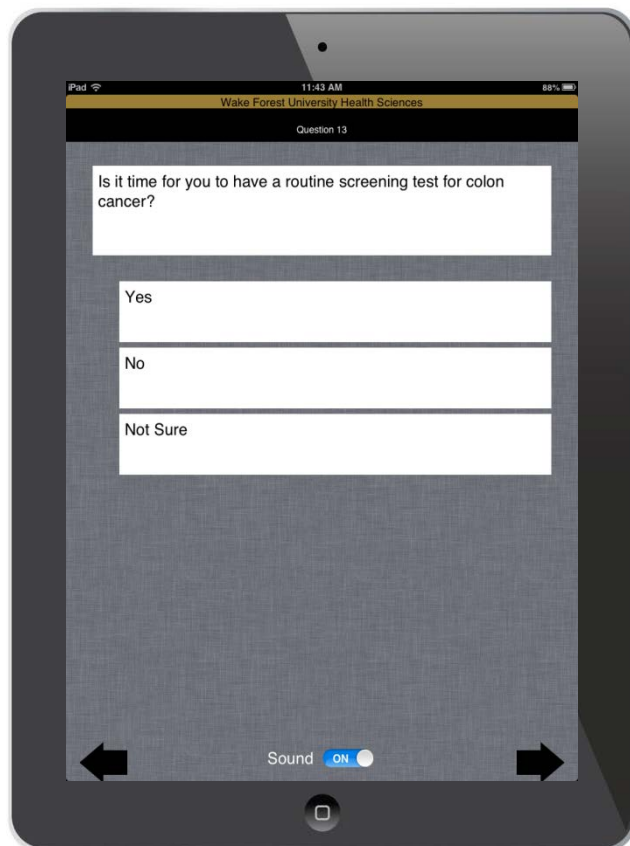 iPad
11:43 AM
88%
Wake Forest University Health Sciences
Question 13
Is it time for you to have a routine screening test for colon
cancer?
Yes
No
Not Sure
Sound ON